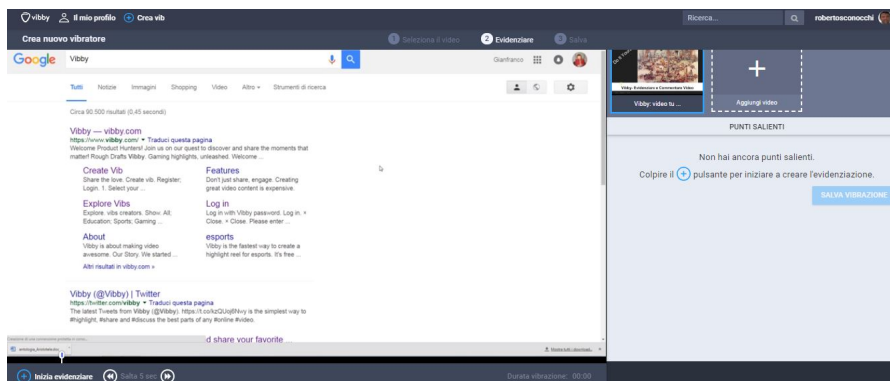 vibby Il mio profilo Crea vib Ricerca... robertosconocchi
Crea nuovo vibratore 1 Seleziona il video 2 Evidenziare 3 Salva
Google Vibby Gianfranco
Tutti Notizie Immagini Shopping Video Altro Strumenti di ricerca
Circa 90.500 risultati (0,45 secondi)
Vibby — vibby.com
https://www.vibby.com/ Traduci questa pagina
Welcome Product Hunters! Join us on our quest to discover and share the moments that
matter! Rough Drafts Vibby. Gaming highlights, unleashed. Welcome ...
Create Vib
Share the love. Create vib. Register;
Login. 1. Select your ...
Features
Don't just share, engage. Creating
great video content is expensive.
Explore Vibs
Explore. vibs creators. Show. All;
Education; Sports; Gaming ...
Log in
Log in with Vibby password. Log in. ×
Close. × Close. Please enter ...
About
Vibby is about making video
awesome. Our Story. We started ...
esports
Vibby is the fastest way to create a
highlight reel for esports. It's free ...
Altri risultati in vibby.com »
Vibby (@Vibby) | Twitter
https://twitter.com/vibby Traduci questa pagina
The latest Tweets from Vibby (@Vibby). https://t.co/kzQUoj6Nwy is the simplest way to
#highlight, #share and #discuss the best parts of any #online #video.
d share your favorite ...
Mostra tutti i download...
Inizia evidenziare Salta 5 sec Durata vibrazione: 00:00
Vibby: Evidenziare e Commentare Video
Vibby: video tu ...
+
Aggiungi video
PUNTI SALIENTI
Non hai ancora punti salienti.
Colpire il + pulsante per iniziare a creare l'evidenziazione.
SALVA VIBRAZIONE